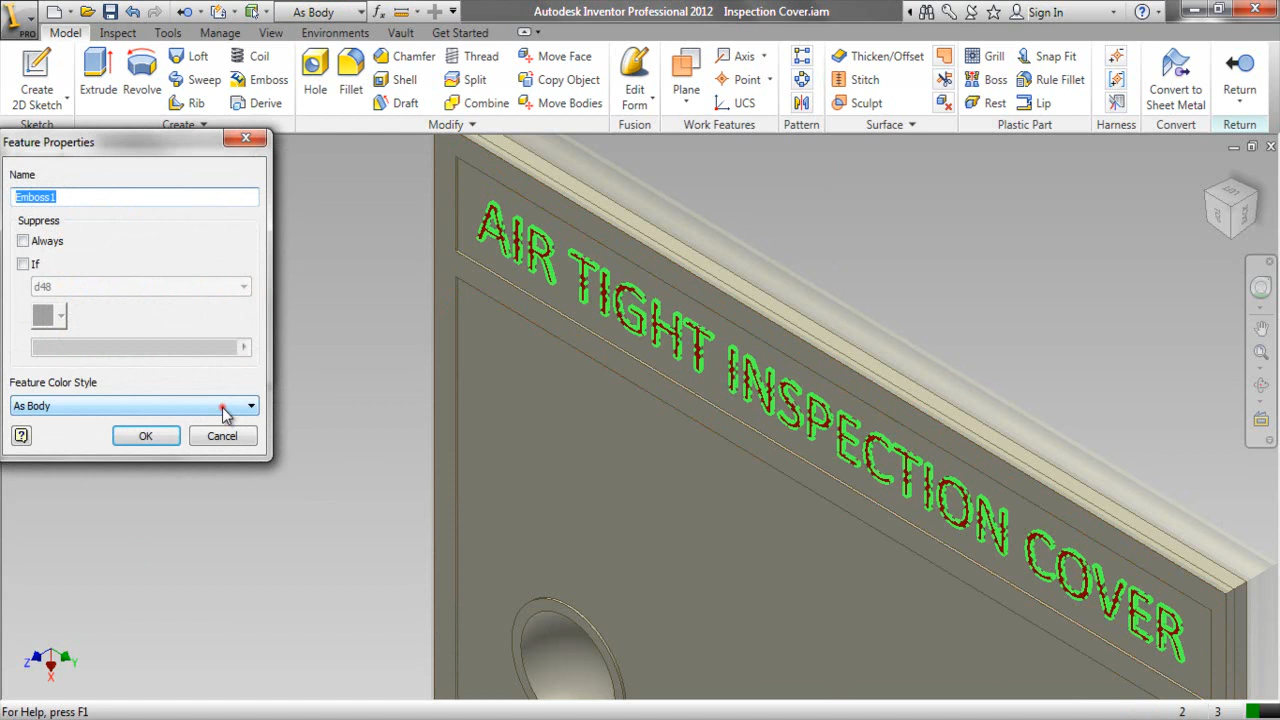 PRO
As Body
Autodesk Inventor Professional 2012 Inspection Cover.iam
Sign In
Model Inspect Tools Manage View Environments Vault Get Started
Create
2D Sketch
Extrude
Revolve
Loft
Sweep
Rib
Coil
Emboss
Derive
Hole
Fillet
Chamfer
Shell
Draft
Thread
Split
Combine
Move Face
Copy Object
Move Bodies
Edit
Form
Plane
Axis
Point
UCS
Thicken/Offset
Stitch
Sculpt
Grill
Boss
Rest
Snap Fit
Rule Fillet
Lip
Convert to
Sheet Metal
Return
Sketch Create Modify Fusion Work Features Pattern Surface Plastic Part Harness Convert Return
Feature Properties
Name
Emboss1
Suppress
Always
If
d48
Feature Color Style
As Body
OK Cancel
AIR TIGHT INSPECTION COVER
Z
Y
X
For Help, press F1
2 3